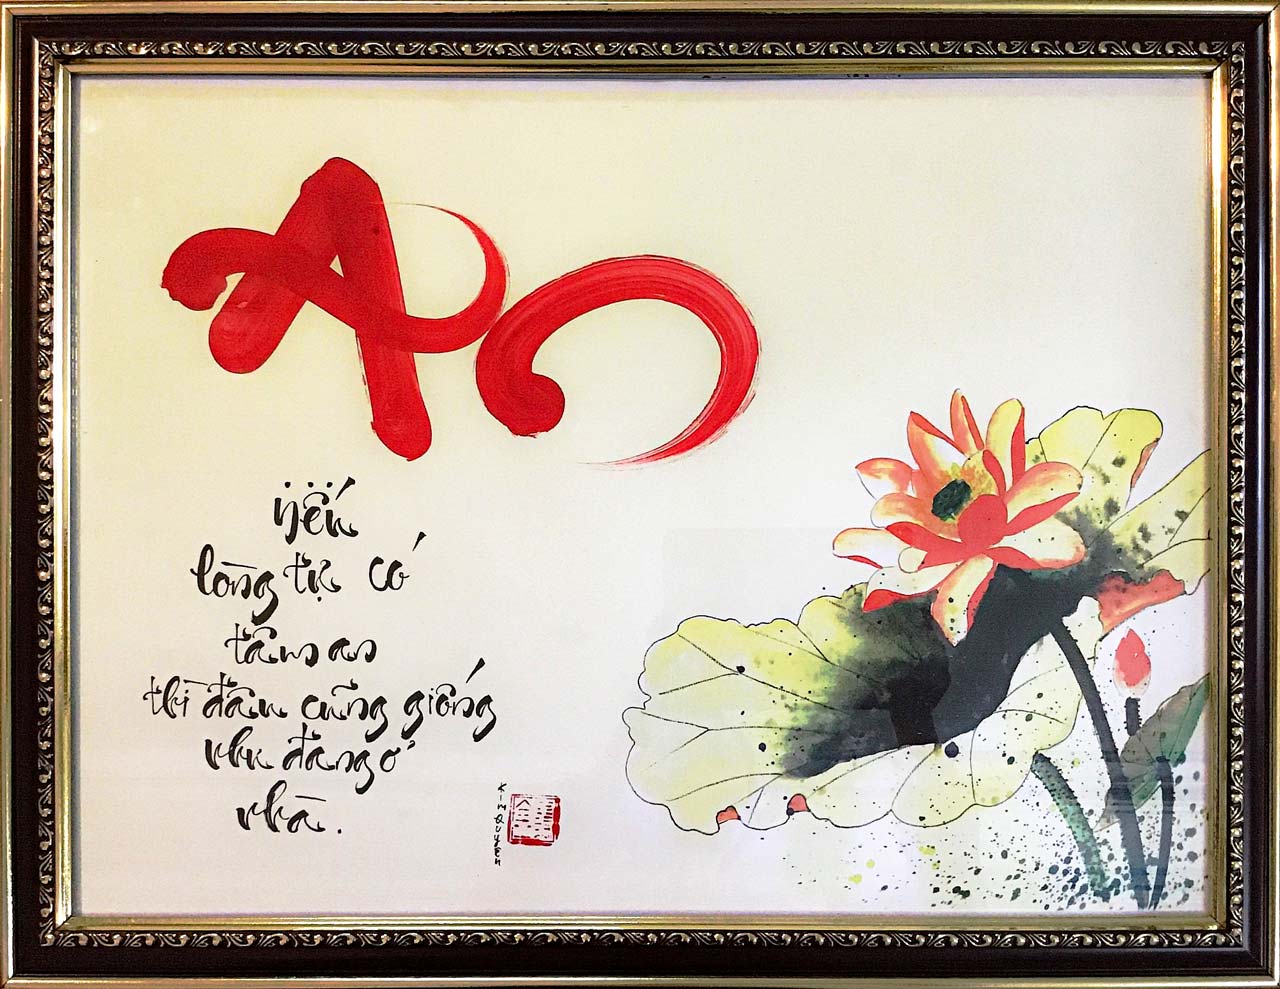 An
Nếu
lòng tự có
tâm an
thì đâu cũng giống
như đang ở
nhà.
KIM QUYÊN